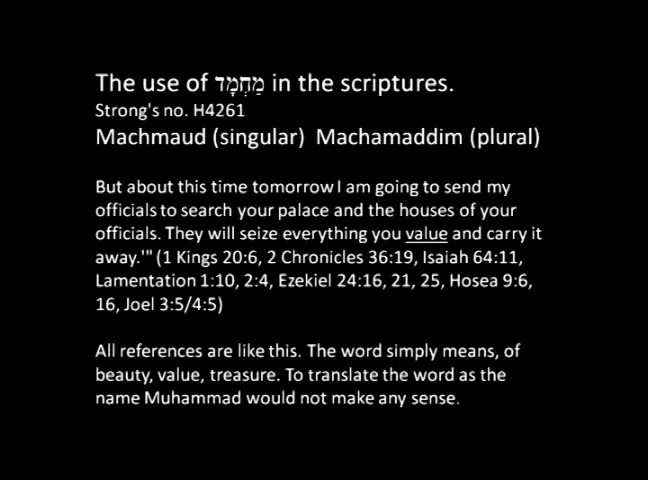 The use of מַחְמָד in the scriptures.
Strong's no. H4261
Machmaud (singular) Machamaddim (plural)
But about this time tomorrow I am going to send my
officials to search your palace and the houses of your
officials. They will seize everything you value and carry it
away.'" (1 Kings 20:6, 2 Chronicles 36:19, Isaiah 64:11,
Lamentation 1:10, 2:4, Ezekiel 24:16, 21, 25, Hosea 9:6,
16, Joel 3:5/4:5)
All references are like this. The word simply means, of
beauty, value, treasure. To translate the word as the
name Muhammad would not make any sense.